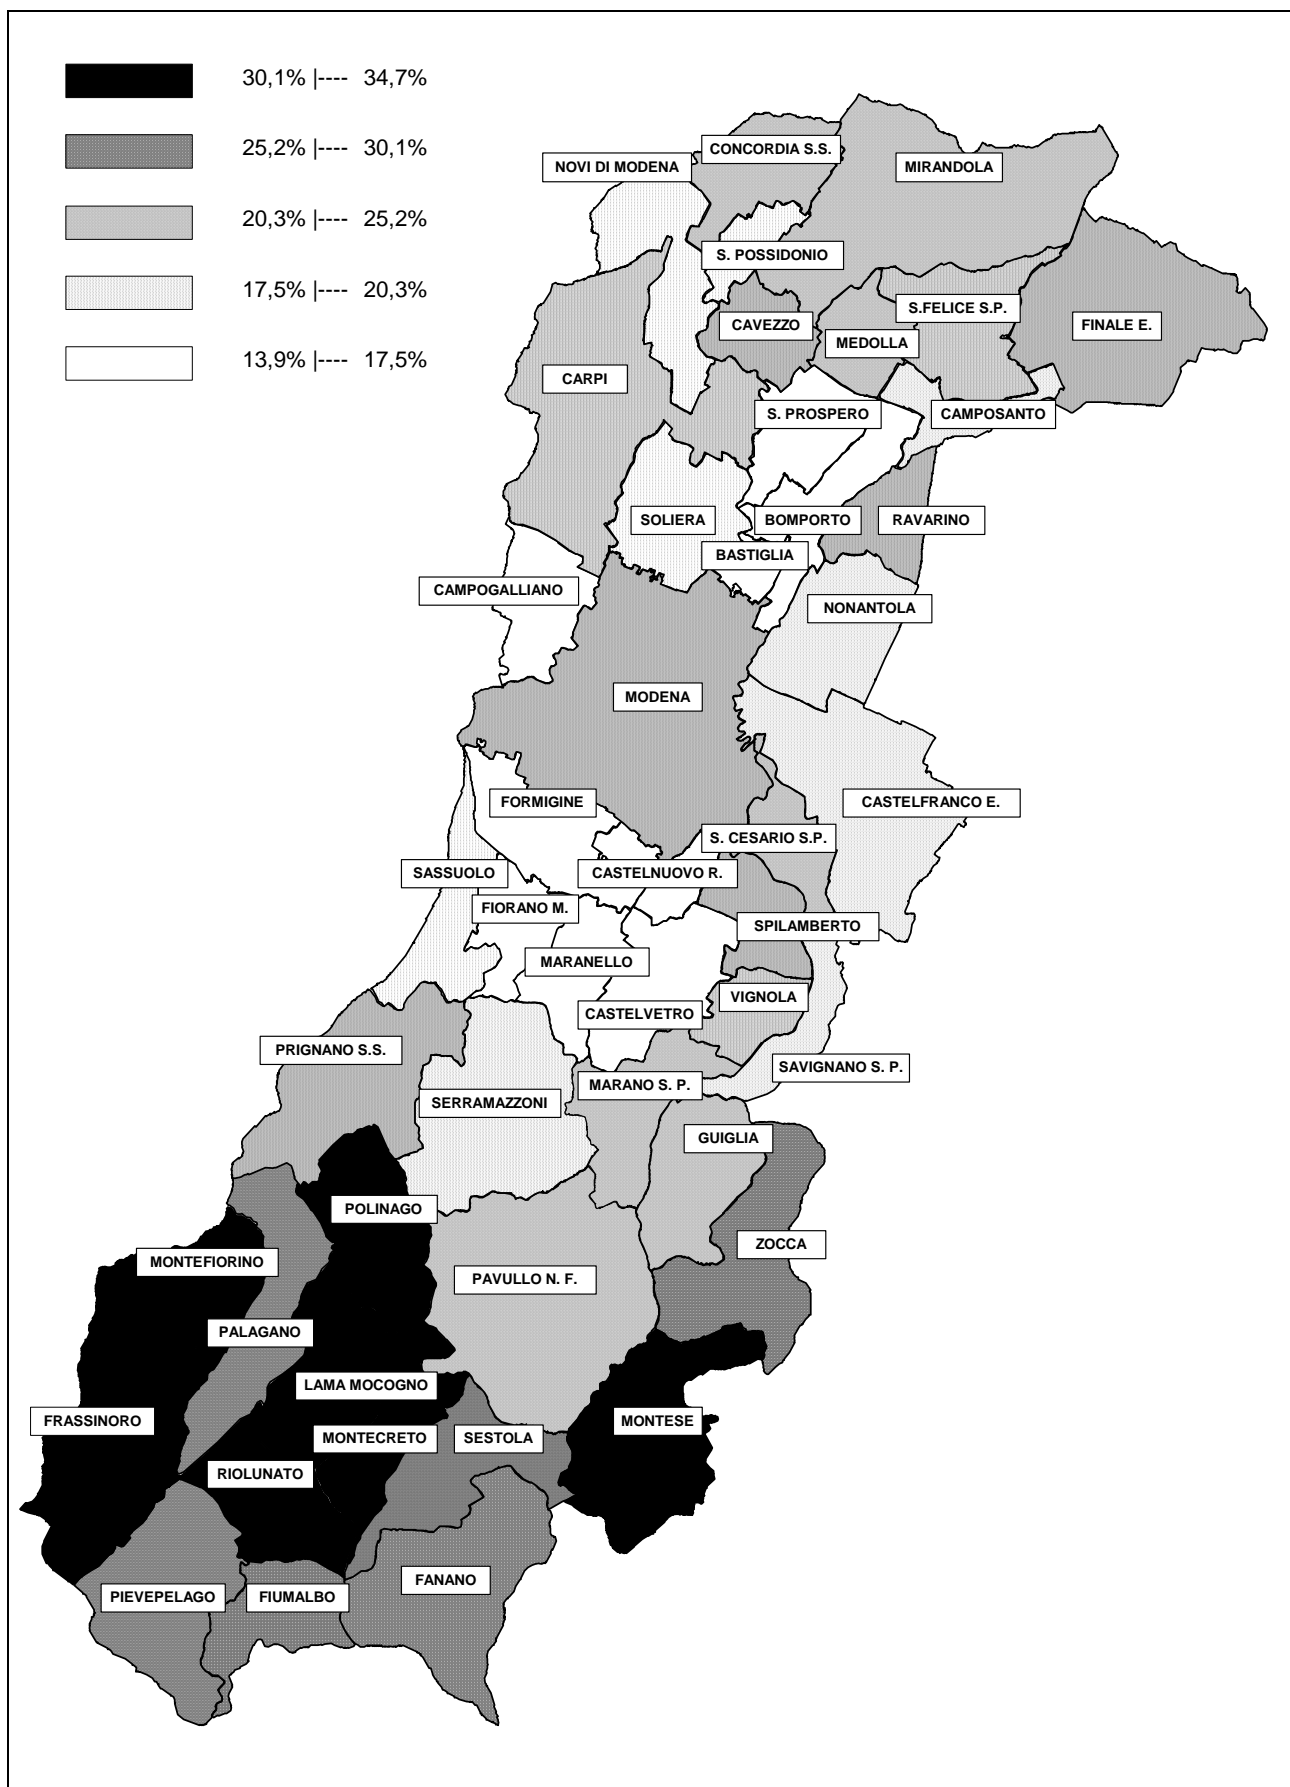 30,1% |---- 34,7%
25,2% |---- 30,1%
20,3% |---- 25,2%
17,5% |---- 20,3%
13,9% |---- 17,5%
CONCORDIA S.S.
NOVI DI MODENA
MIRANDOLA
S. POSSIDONIO
S.FELICE S.P.
CAVEZZO
FINALE E.
MEDOLLA
CARPI
S. PROSPERO
CAMPOSANTO
SOLIERA
BOMPORTO
RAVARINO
BASTIGLIA
CAMPOGALLIANO
NONANTOLA
MODENA
FORMIGINE
CASTELFRANCO E.
S. CESARIO S.P.
SASSUOLO
CASTELNUOVO R.
FIORANO M.
SPILAMBERTO
MARANELLO
VIGNOLA
CASTELVETRO
PRIGNANO S.S.
SAVIGNANO S. P.
MARANO S. P.
SERRAMAZZONI
GUIGLIA
POLINAGO
ZOCCA
MONTEFIORINO
PAVULLO N. F.
PALAGANO
LAMA MOCOGNO
FRASSINORO
MONTESE
MONTECRETO
SESTOLA
RIOLUNATO
FANANO
PIEVEPELAGO
FIUMALBO